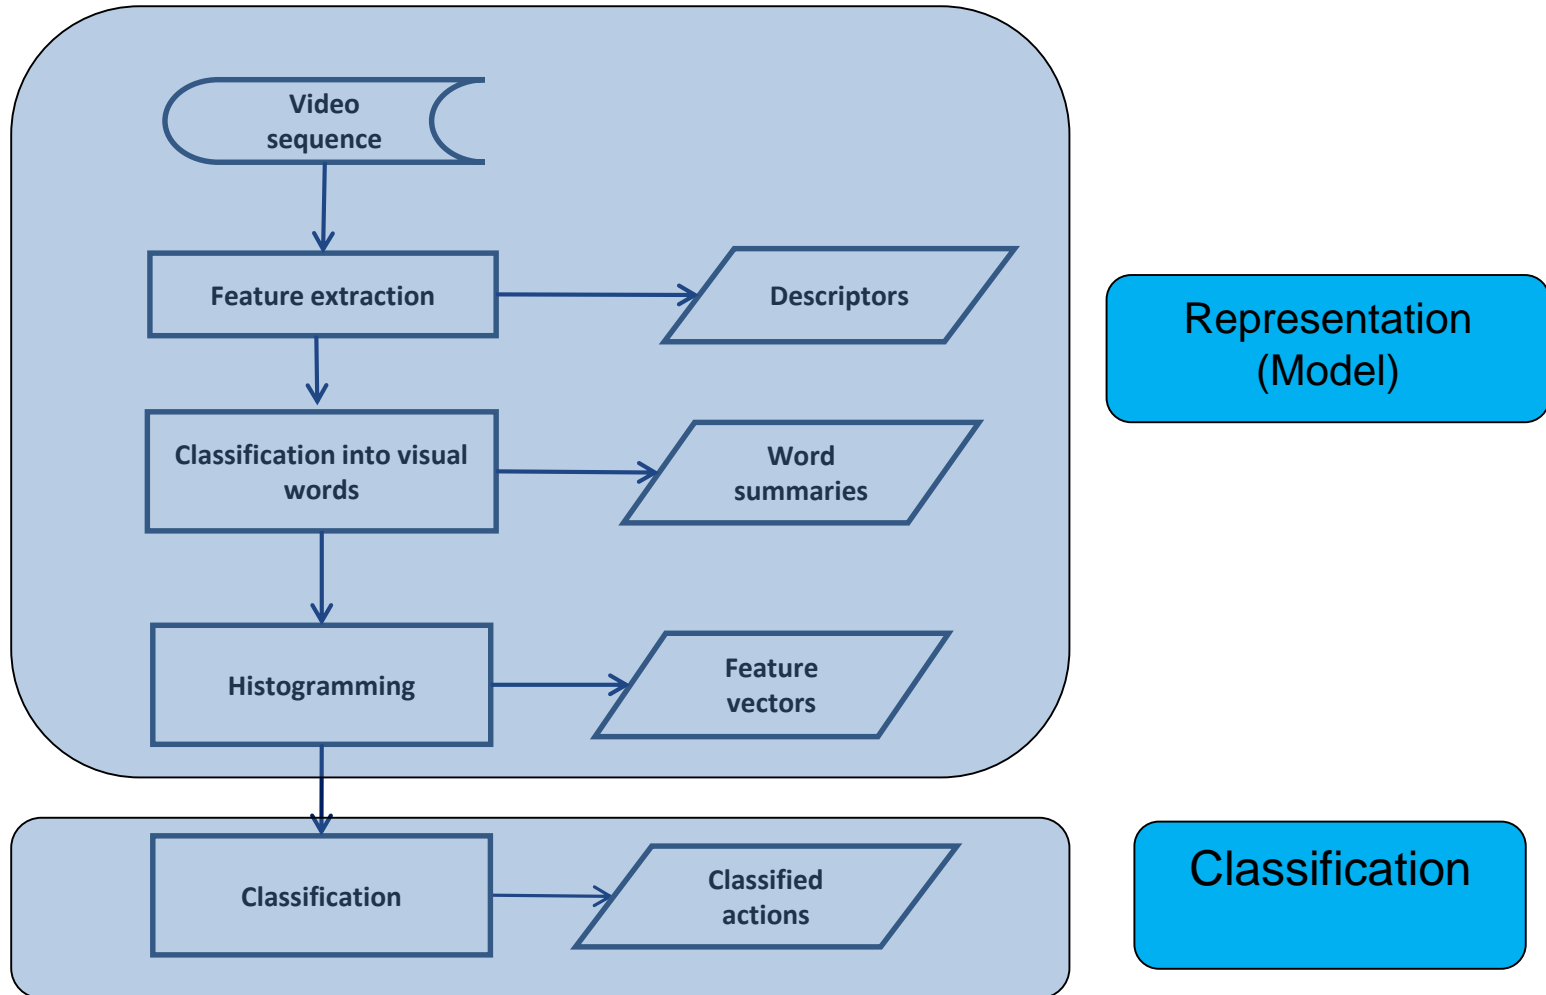 Video
sequence
Feature extraction
Descriptors
Representation
(Model)
Classification into visual
words
Word
summaries
Histogramming
Feature
vectors
Classification
Classified
actions
Classification